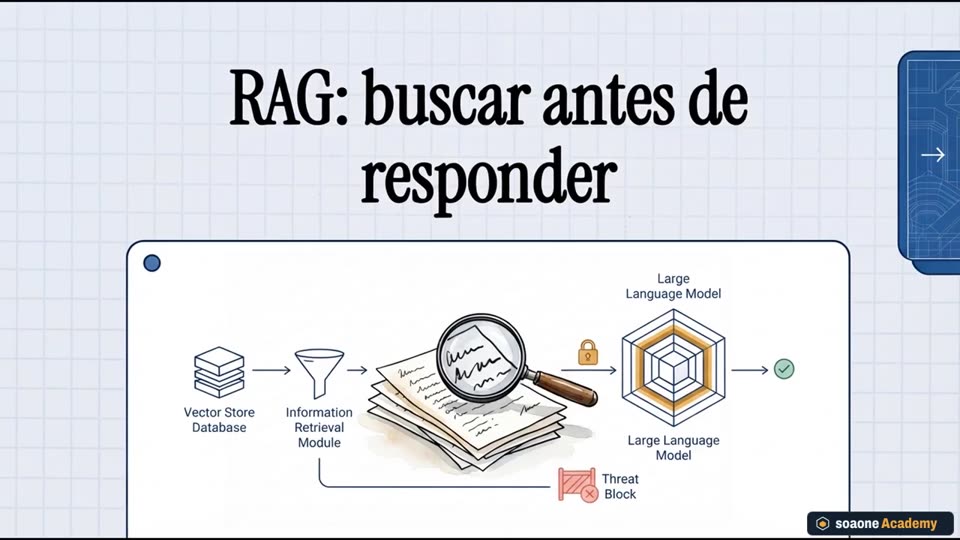 RAG: buscar antes de
responder
Large
Language Model
Vector Store
Database
Information
Retrieval
Module
Large Language
Model
Threat
Block
soaone Academy